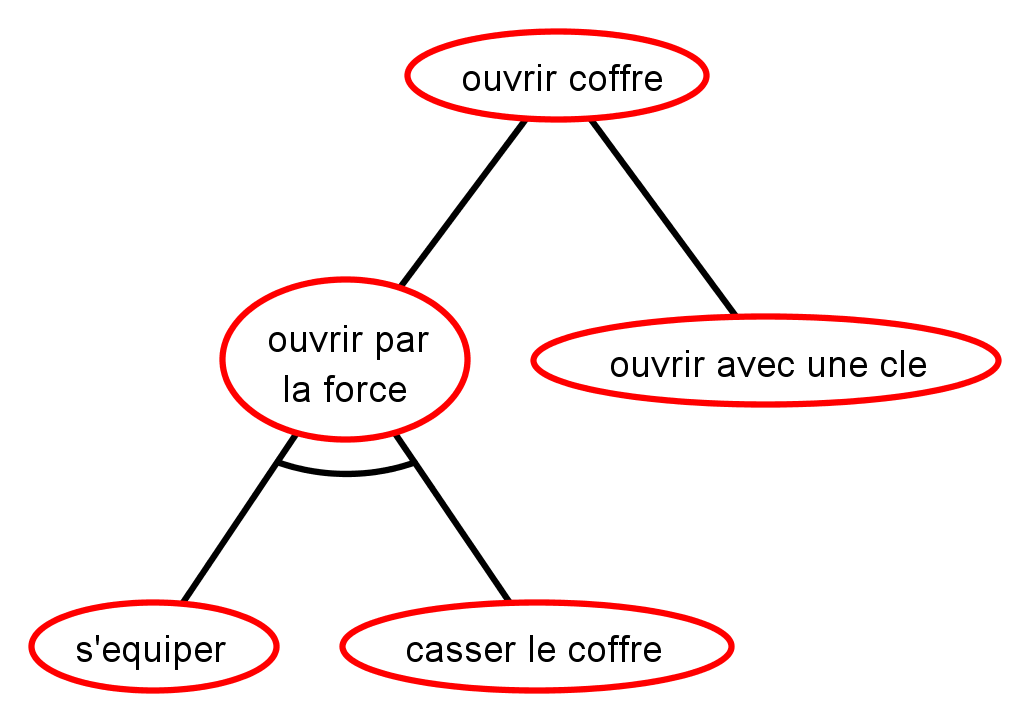 ouvrir coffre
ouvrir par
la force
ouvrir avec une cle
s'equiper
casser le coffre